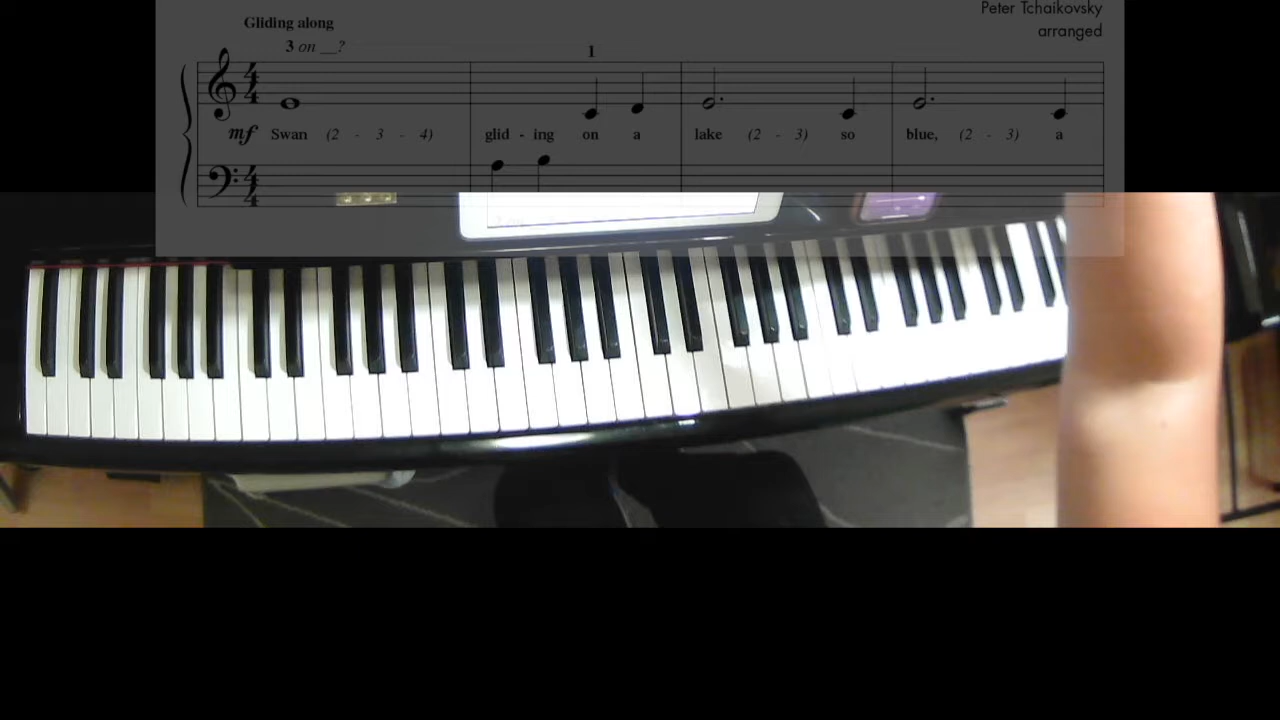 Peter Tchaikovsky
Gliding along
arranged
3 on __?
1
mf Swan (2 - 3 - 4) glid - ing on a lake (2 - 3) so blue, (2 - 3) a